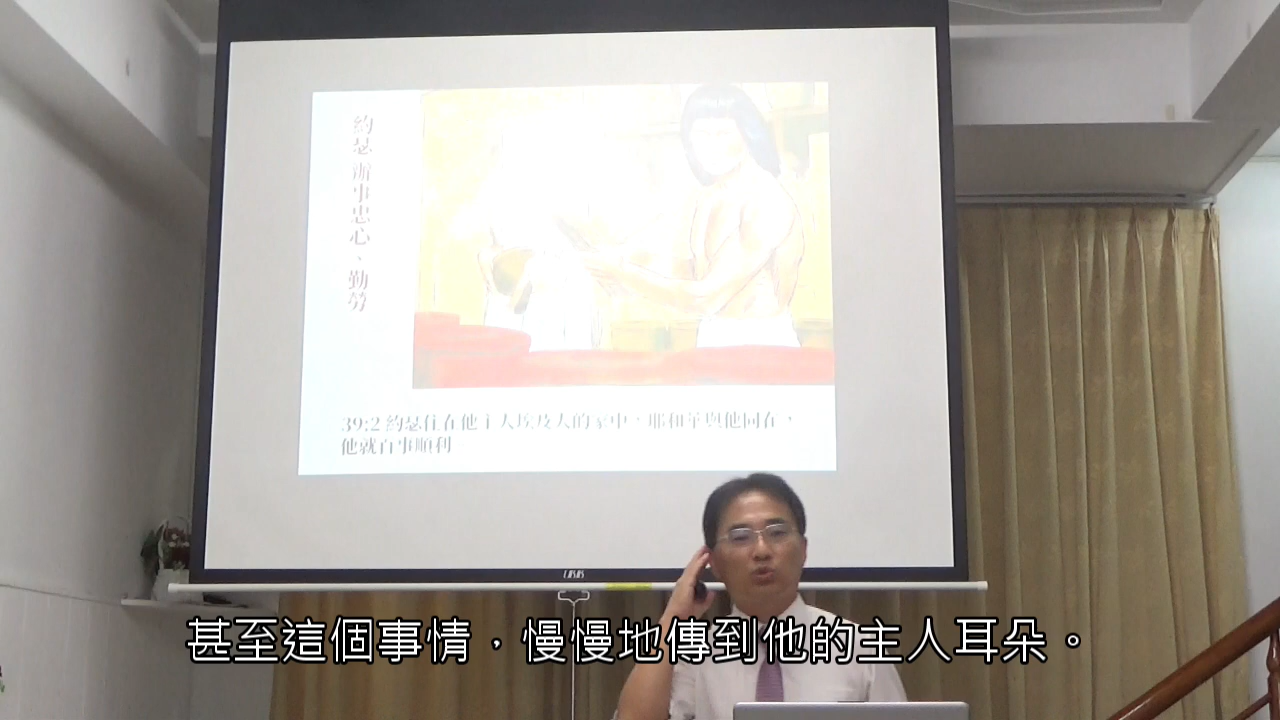 約瑟 辦事忠心、勤勞
39:2 約瑟住在他主人埃及人的家中，耶和華與他同在，
他就百事順利
甚至這個事情，慢慢地傳到他的主人耳朵。